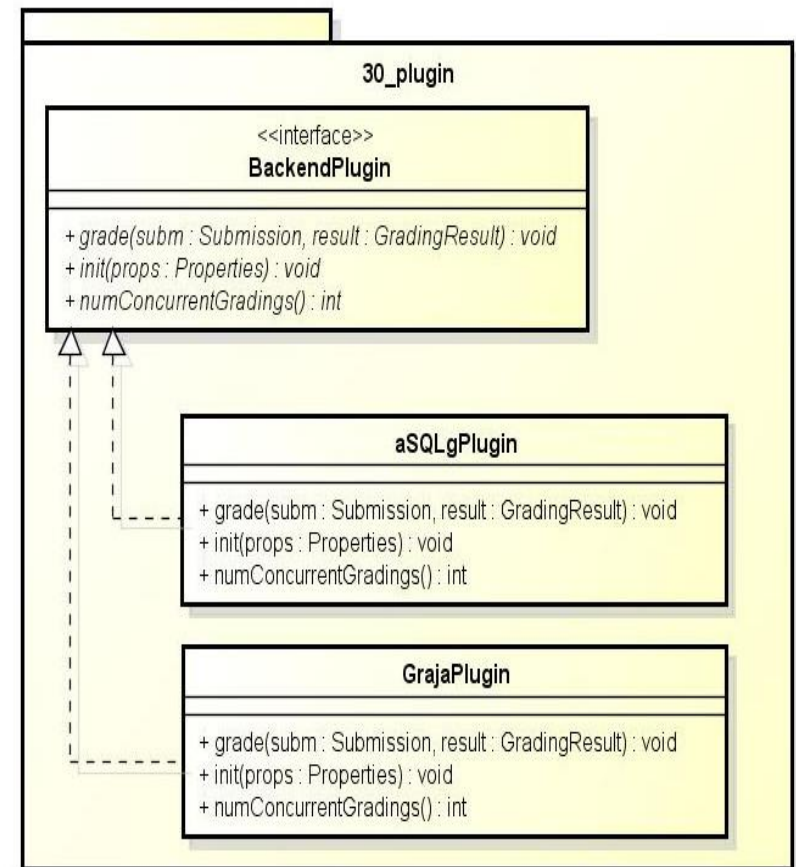 30_plugin
<<interface>>
BackendPlugin
+ grade(subm : Submission, result : GradingResult) : void
+ init(props : Properties) : void
+ numConcurrentGradings() : int
aSQLgPlugin
+ grade(subm : Submission, result : GradingResult) : void
+ init(props : Properties) : void
+ numConcurrentGradings() : int
GrajaPlugin
+ grade(subm : Submission, result : GradingResult) : void
+ init(props : Properties) : void
+ numConcurrentGradings() : int